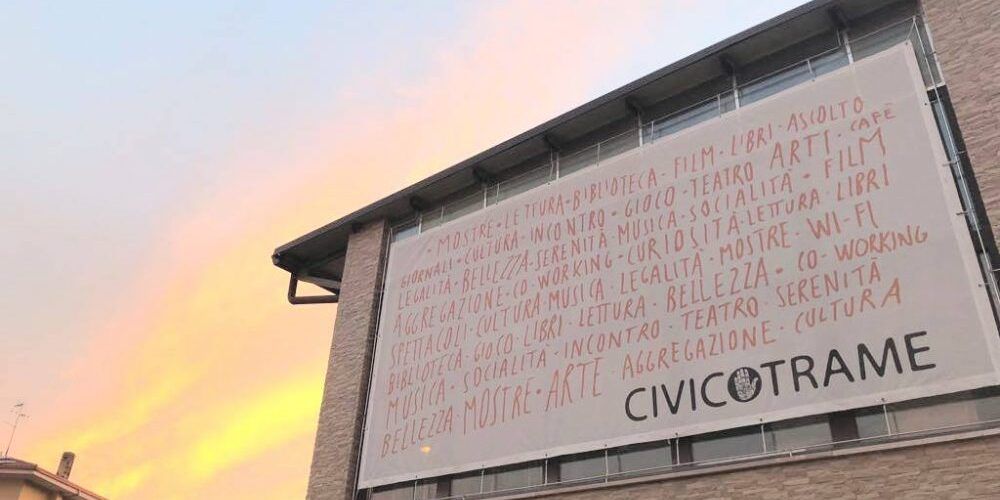 · MOSTRE · LETTURA · BIBLIOTECA · FILM · LIBRI · ASCOLTO
GIORNALI · CULTURA · INCONTRO · GIOCO · TEATRO ARTI · CAFÈ
LEGALITÀ · BELLEZZA · SERENITÀ · MUSICA · SOCIALITÀ · FILM
AGGREGAZIONE · CO-WORKING · CURIOSITÀ · LETTURA · LIBRI
SPETTACOLI · CULTURA · MUSICA · LEGALITÀ · MOSTRE · WI-FI
BIBLIOTECA · GIOCO · LIBRI · LETTURA · BELLEZZA · CO-WORKING
MUSICA · SOCIALITÀ · INCONTRO · TEATRO SERENITÀ
BELLEZZA · MOSTRE · ARTE · AGGREGAZIONE · CULTURA
CIVICOTRAME